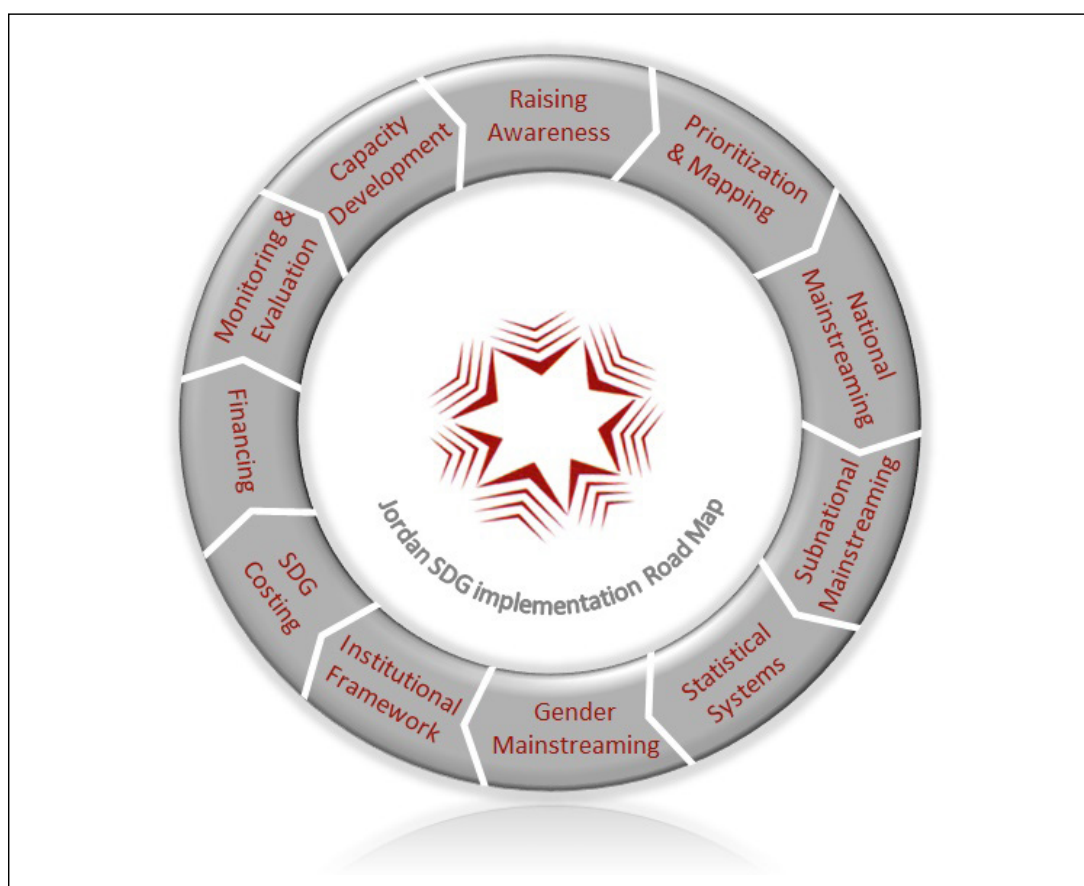 Raising
Awareness
Prioritization
& Mapping
National
Mainstreaming
Subnational
Mainstreaming
Statistical
Systems
Gender
Mainstreaming
Institutional
Framework
SDG
Costing
Financing
Monitoring &
Evaluation
Capacity
Development
Jordan SDG implementation Road Map